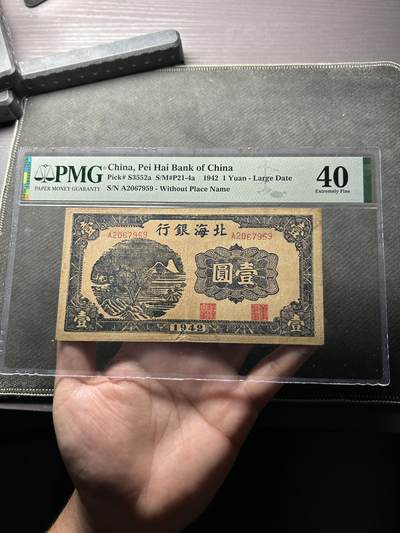 PMG
PAPER MONEY GUARANTY
China, Pei Hai Bank of China
Pick# S3552a S/M#P21-4a 1942 1 Yuan - Large Date
S/N A2067959 - Without Place Name
40
Extremely Fine
行銀海北
A2067959 A2067959
圓壹
壹 1942 壹